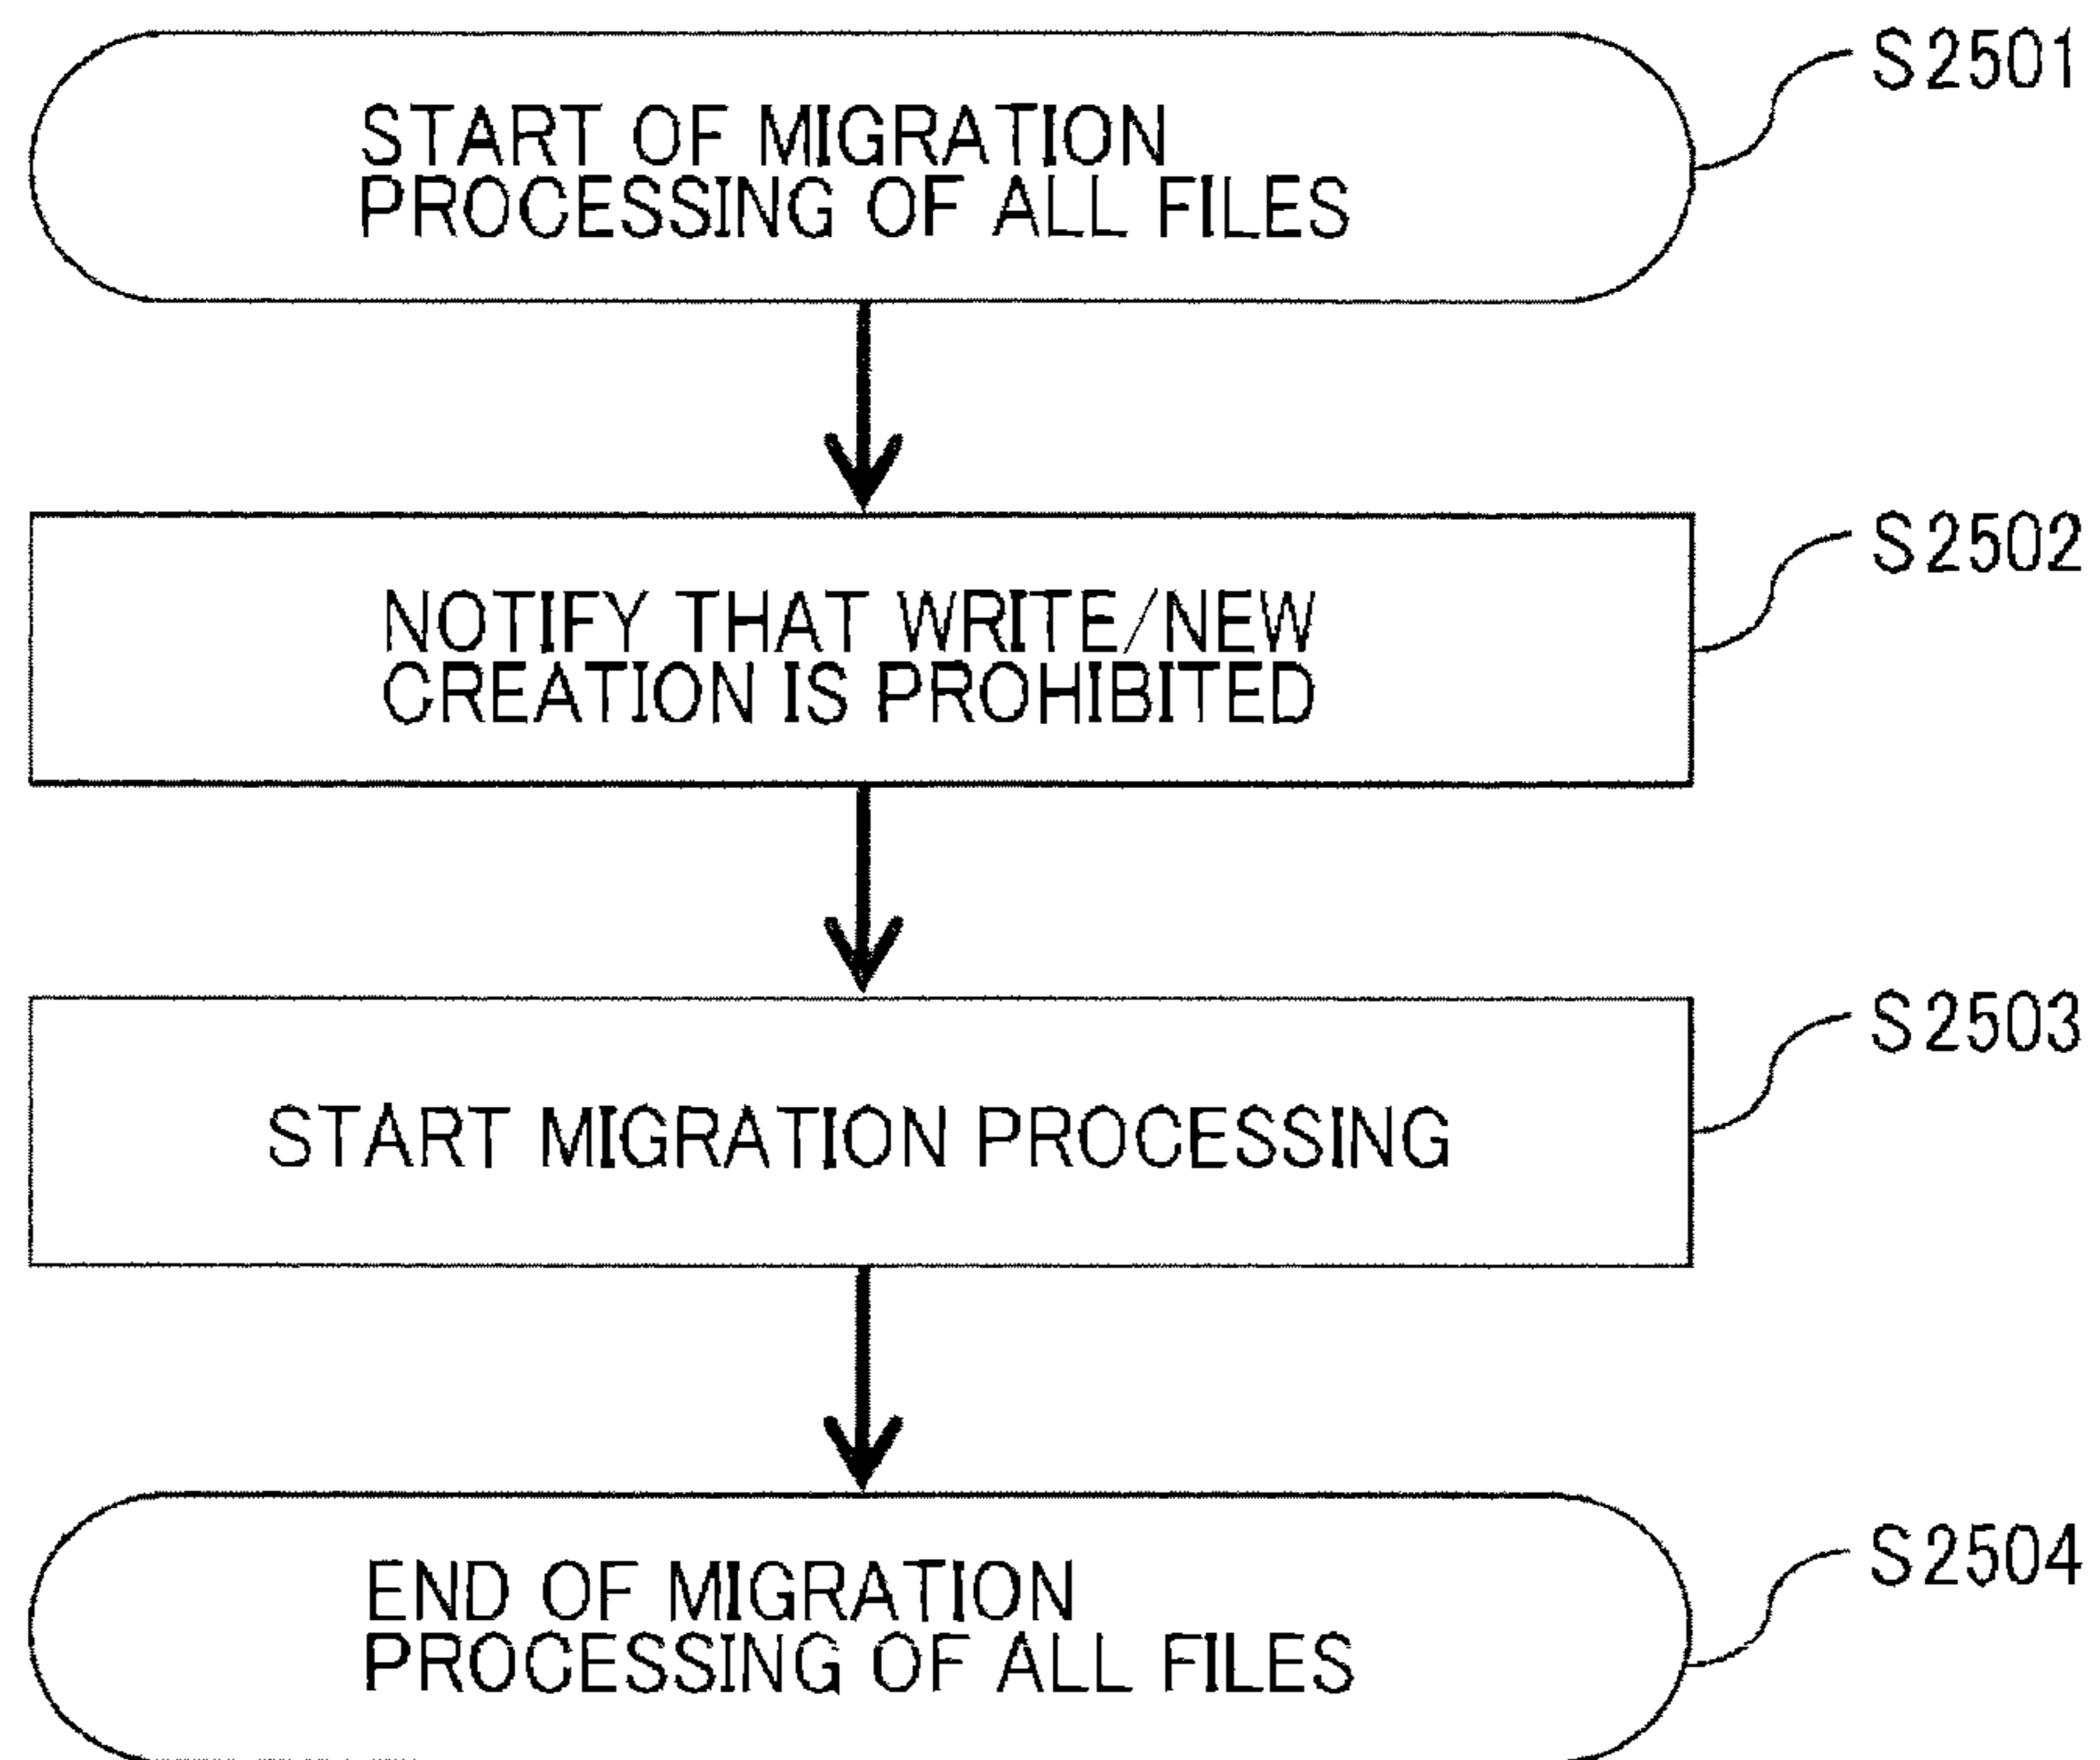 S2501
START OF MIGRATION
PROCESSING OF ALL FILES
S2502
NOTIFY THAT WRITE/NEW
CREATION IS PROHIBITED
S2503
START MIGRATION PROCESSING
S2504
END OF MIGRATION
PROCESSING OF ALL FILES